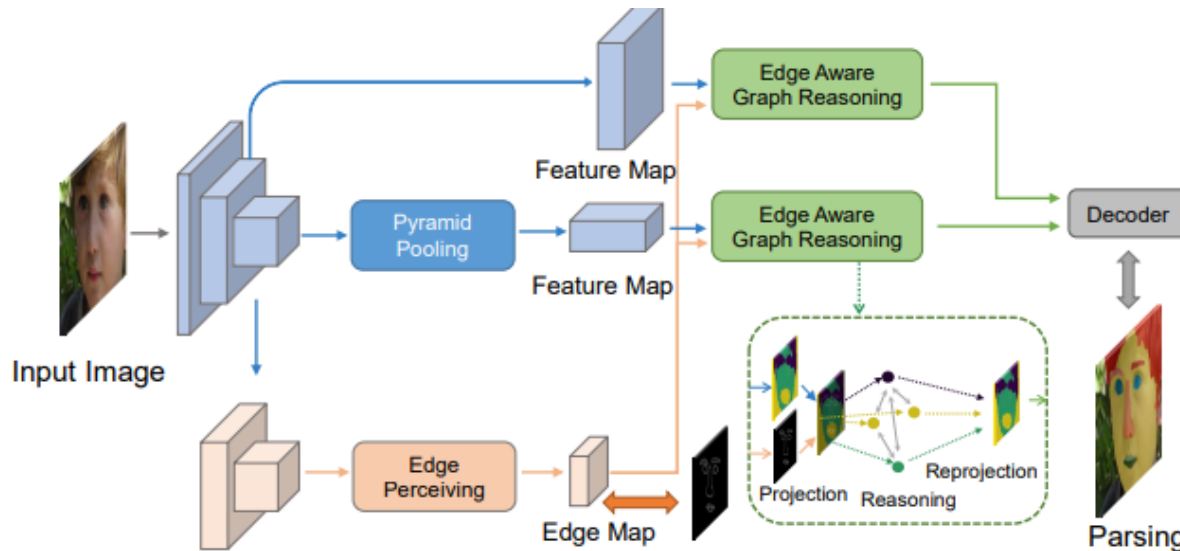 Edge Aware
Graph Reasoning
Feature Map
Pyramid
Pooling
Edge Aware
Graph Reasoning
Decoder
Feature Map
Input Image
Edge
Perceiving
Edge Map
Projection
Reasoning
Reprojection
Parsing